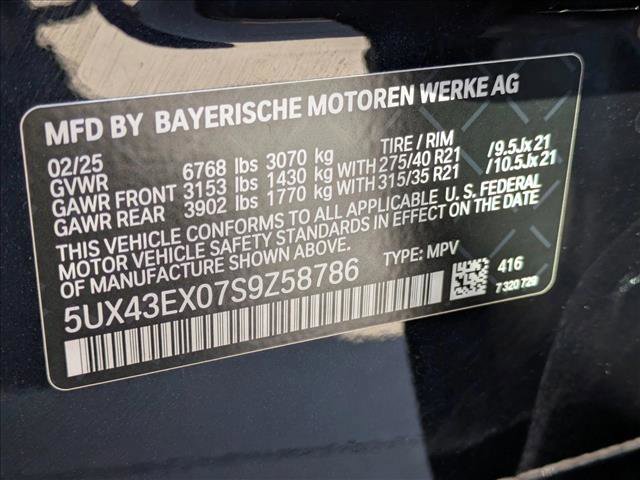 MFD BY BAYERISCHE MOTOREN WERKE AG
02/25 TIRE / RIM
GVWR 6768 lbs 3070 kg
GAWR FRONT 3153 lbs 1430 kg WITH 275/40 R21 /9.5Jx21
GAWR REAR 3902 lbs 1770 kg WITH 315/35 R21 /10.5Jx21
THIS VEHICLE CONFORMS TO ALL APPLICABLE U. S. FEDERAL
MOTOR VEHICLE SAFETY STANDARDS IN EFFECT ON THE DATE
OF MANUFACTURE SHOWN ABOVE.
5UX43EX07S9Z58786 TYPE: MPV 416
7 320 729